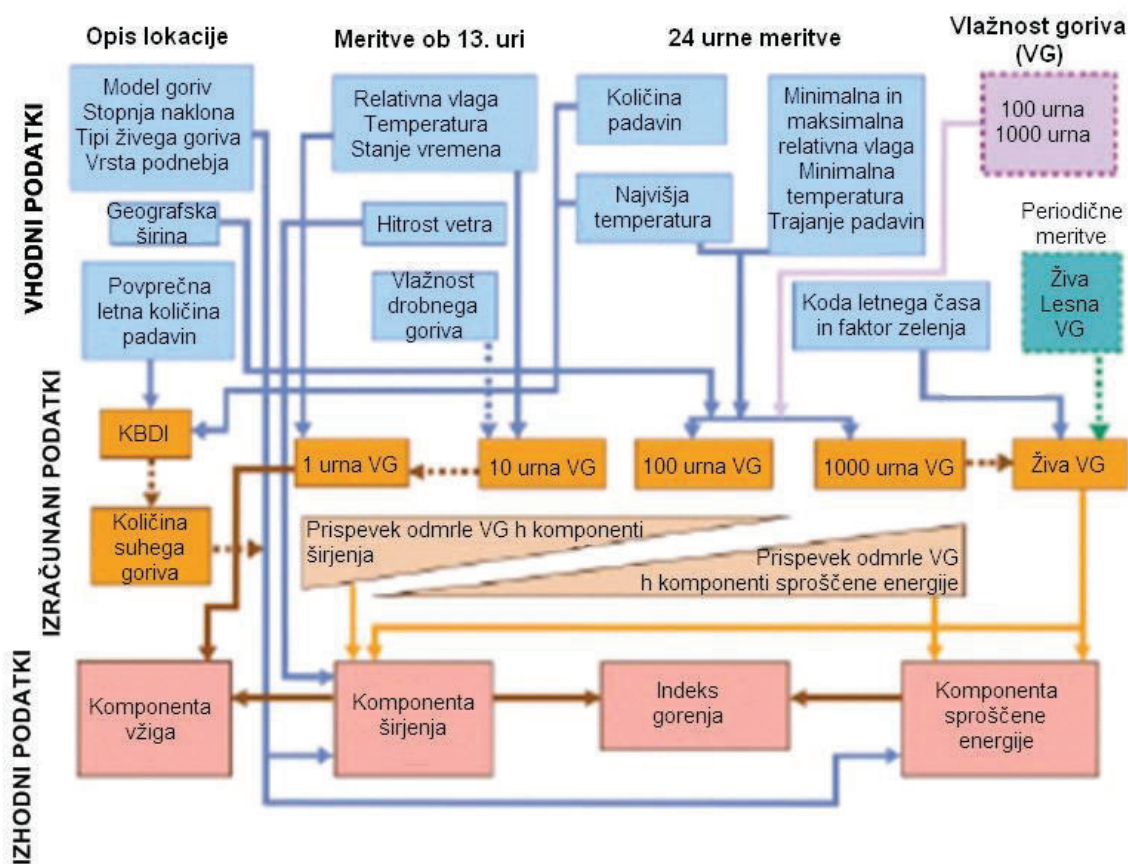 Opis lokacije
Meritve ob 13. uri
24 urne meritve
Vlažnost goriva
(VG)
VHODNI PODATKI
Model goriv
Stopnja naklona
Tipi živega goriva
Vrsta podnebja
Relativna vlaga
Temperatura
Stanje vremena
Količina
padavin
Minimalna in
maksimalna
relativna vlaga
Minimalna
temperatura
Trajanje padavin
100 urna
1000 urna
Geografska
širina
Hitrost vetra
Najvišja
temperatura
Periodične
meritve
Povprečna
letna količina
padavin
Vlažnost
drobnega
goriva
Koda letnega časa
in faktor zelenja
Živa
Lesna
VG
IZRAČUNANI PODATKI
KBDI
1 urna VG
10 urna VG
100 urna VG
1000 urna VG
Živa VG
Količina
suhega
goriva
Prispevek odmrle VG h komponenti
širjenja
Prispevek odmrle VG
h komponenti sproščene energije
IZHODNI PODATKI
Komponenta
vžiga
Komponenta
širjenja
Indeks
gorenja
Komponenta
sproščene
energije